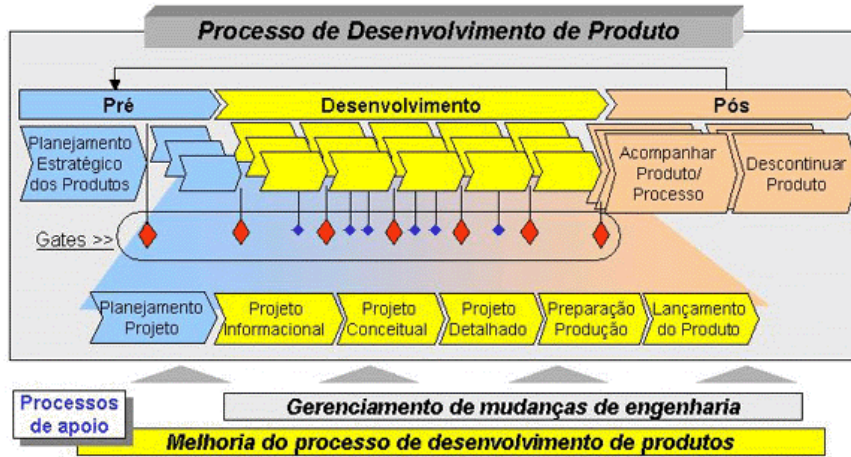 Processo de Desenvolvimento de Produto
Pré
Desenvolvimento
Pós
Planejamento
Estratégico
dos Produtos
Acompanhar
Produto/
Processo
Descontinuar
Produto
Gates >>
Planejamento
Projeto
Projeto
Informacional
Projeto
Conceitual
Projeto
Detalhado
Preparação
Produção
Lançamento
do Produto
Processos
de apoio
Gerenciamento de mudanças de engenharia
Melhoria do processo de desenvolvimento de produtos